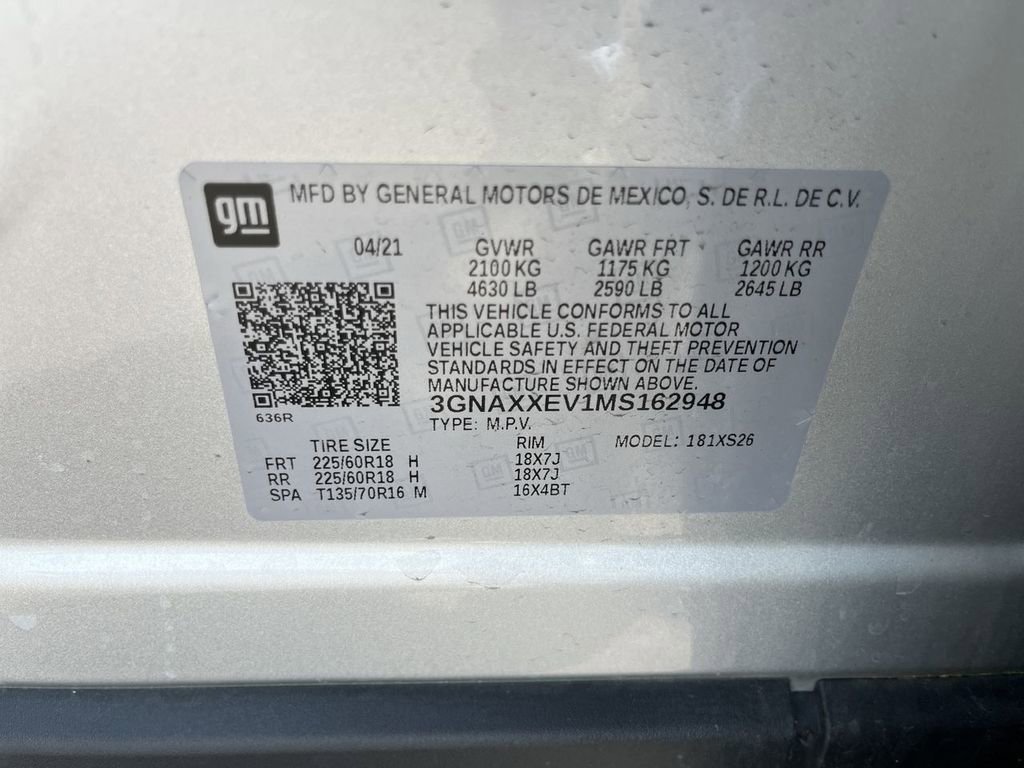 gm
MFD BY GENERAL MOTORS DE MEXICO, S. DE R.L. DE C.V.
04/21 GVWR GAWR FRT GAWR RR
2100 KG 1175 KG 1200 KG
4630 LB 2590 LB 2645 LB
THIS VEHICLE CONFORMS TO ALL
APPLICABLE U.S. FEDERAL MOTOR
VEHICLE SAFETY AND THEFT PREVENTION
STANDARDS IN EFFECT ON THE DATE OF
MANUFACTURE SHOWN ABOVE.
3GNAXXEV1MS162948
636R
TYPE: M.P.V.
TIRE SIZE RIM MODEL: 181XS26
FRT 225/60R18 H 18X7J
RR 225/60R18 H 18X7J
SPA T135/70R16 M 16X4BT